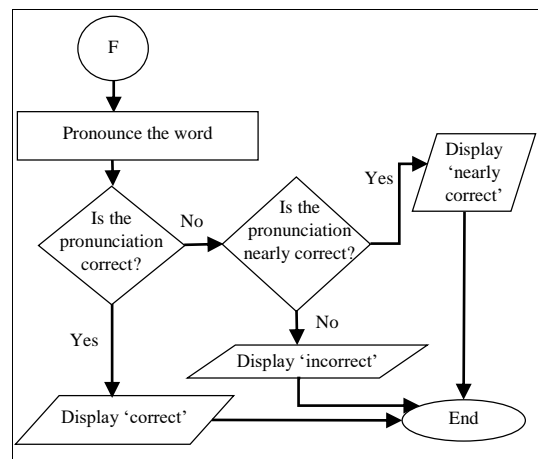 F
Pronounce the word
Is the
pronunciation
correct?
No
Is the
pronunciation
nearly correct?
Yes
Display
‘nearly
correct’
Yes
No
Display ‘incorrect’
Display ‘correct’
End